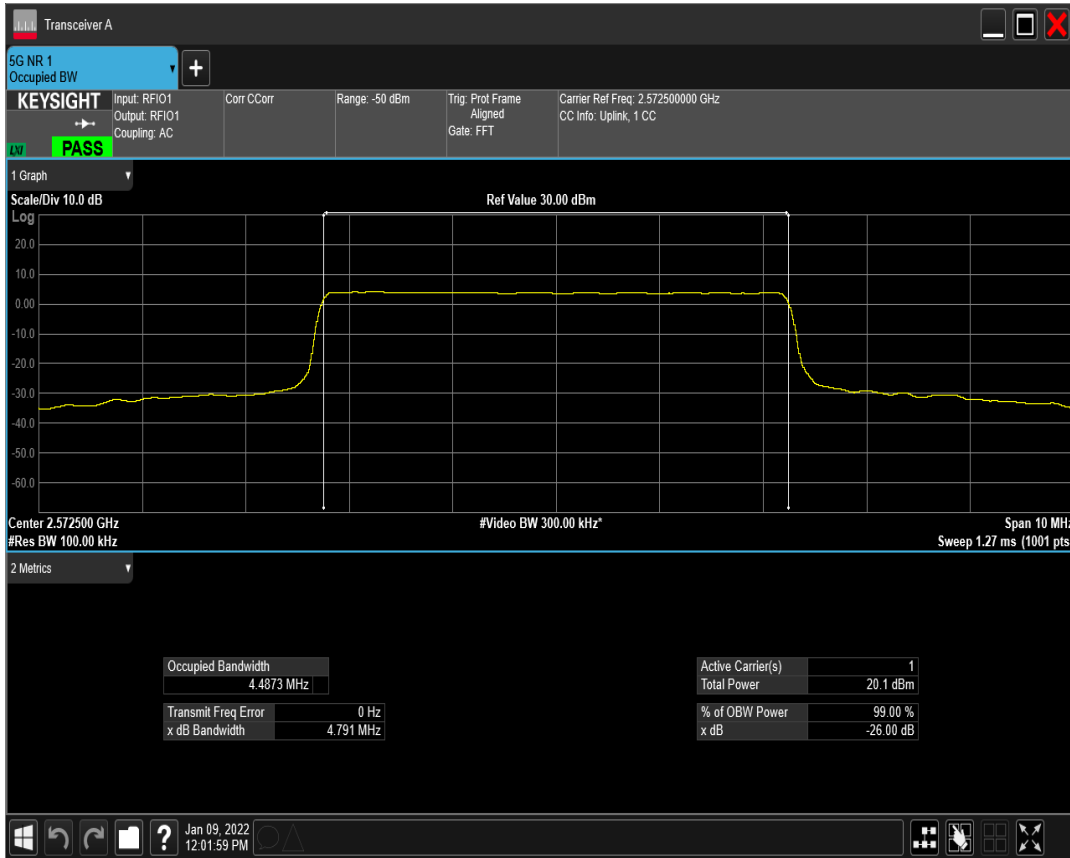 Transceiver A
5G NR 1
Occupied BW
+
KEYSIGHT
Input: RFIO1
Output: RFIO1
Coupling: AC
LXI
PASS
Corr CCorr
Range: -50 dBm
Trig: Prot Frame
Aligned
Gate: FFT
Carrier Ref Freq: 2.572500000 GHz
CC Info: Uplink, 1 CC
1 Graph
Scale/Div 10.0 dB
Ref Value 30.00 dBm
Log
20.0
10.0
0.00
-10.0
-20.0
-30.0
-40.0
-50.0
-60.0
Center 2.572500 GHz
#Video BW 300.00 kHz*
Span 10 MHz
#Res BW 100.00 kHz
Sweep 1.27 ms (1001 pts
2 Metrics
Occupied Bandwidth
4.4873 MHz
Transmit Freq Error 0 Hz
x dB Bandwidth 4.791 MHz
Active Carrier(s) 1
Total Power 20.1 dBm
% of OBW Power 99.00 %
x dB -26.00 dB
?
Jan 09, 2022
12:01:59 PM